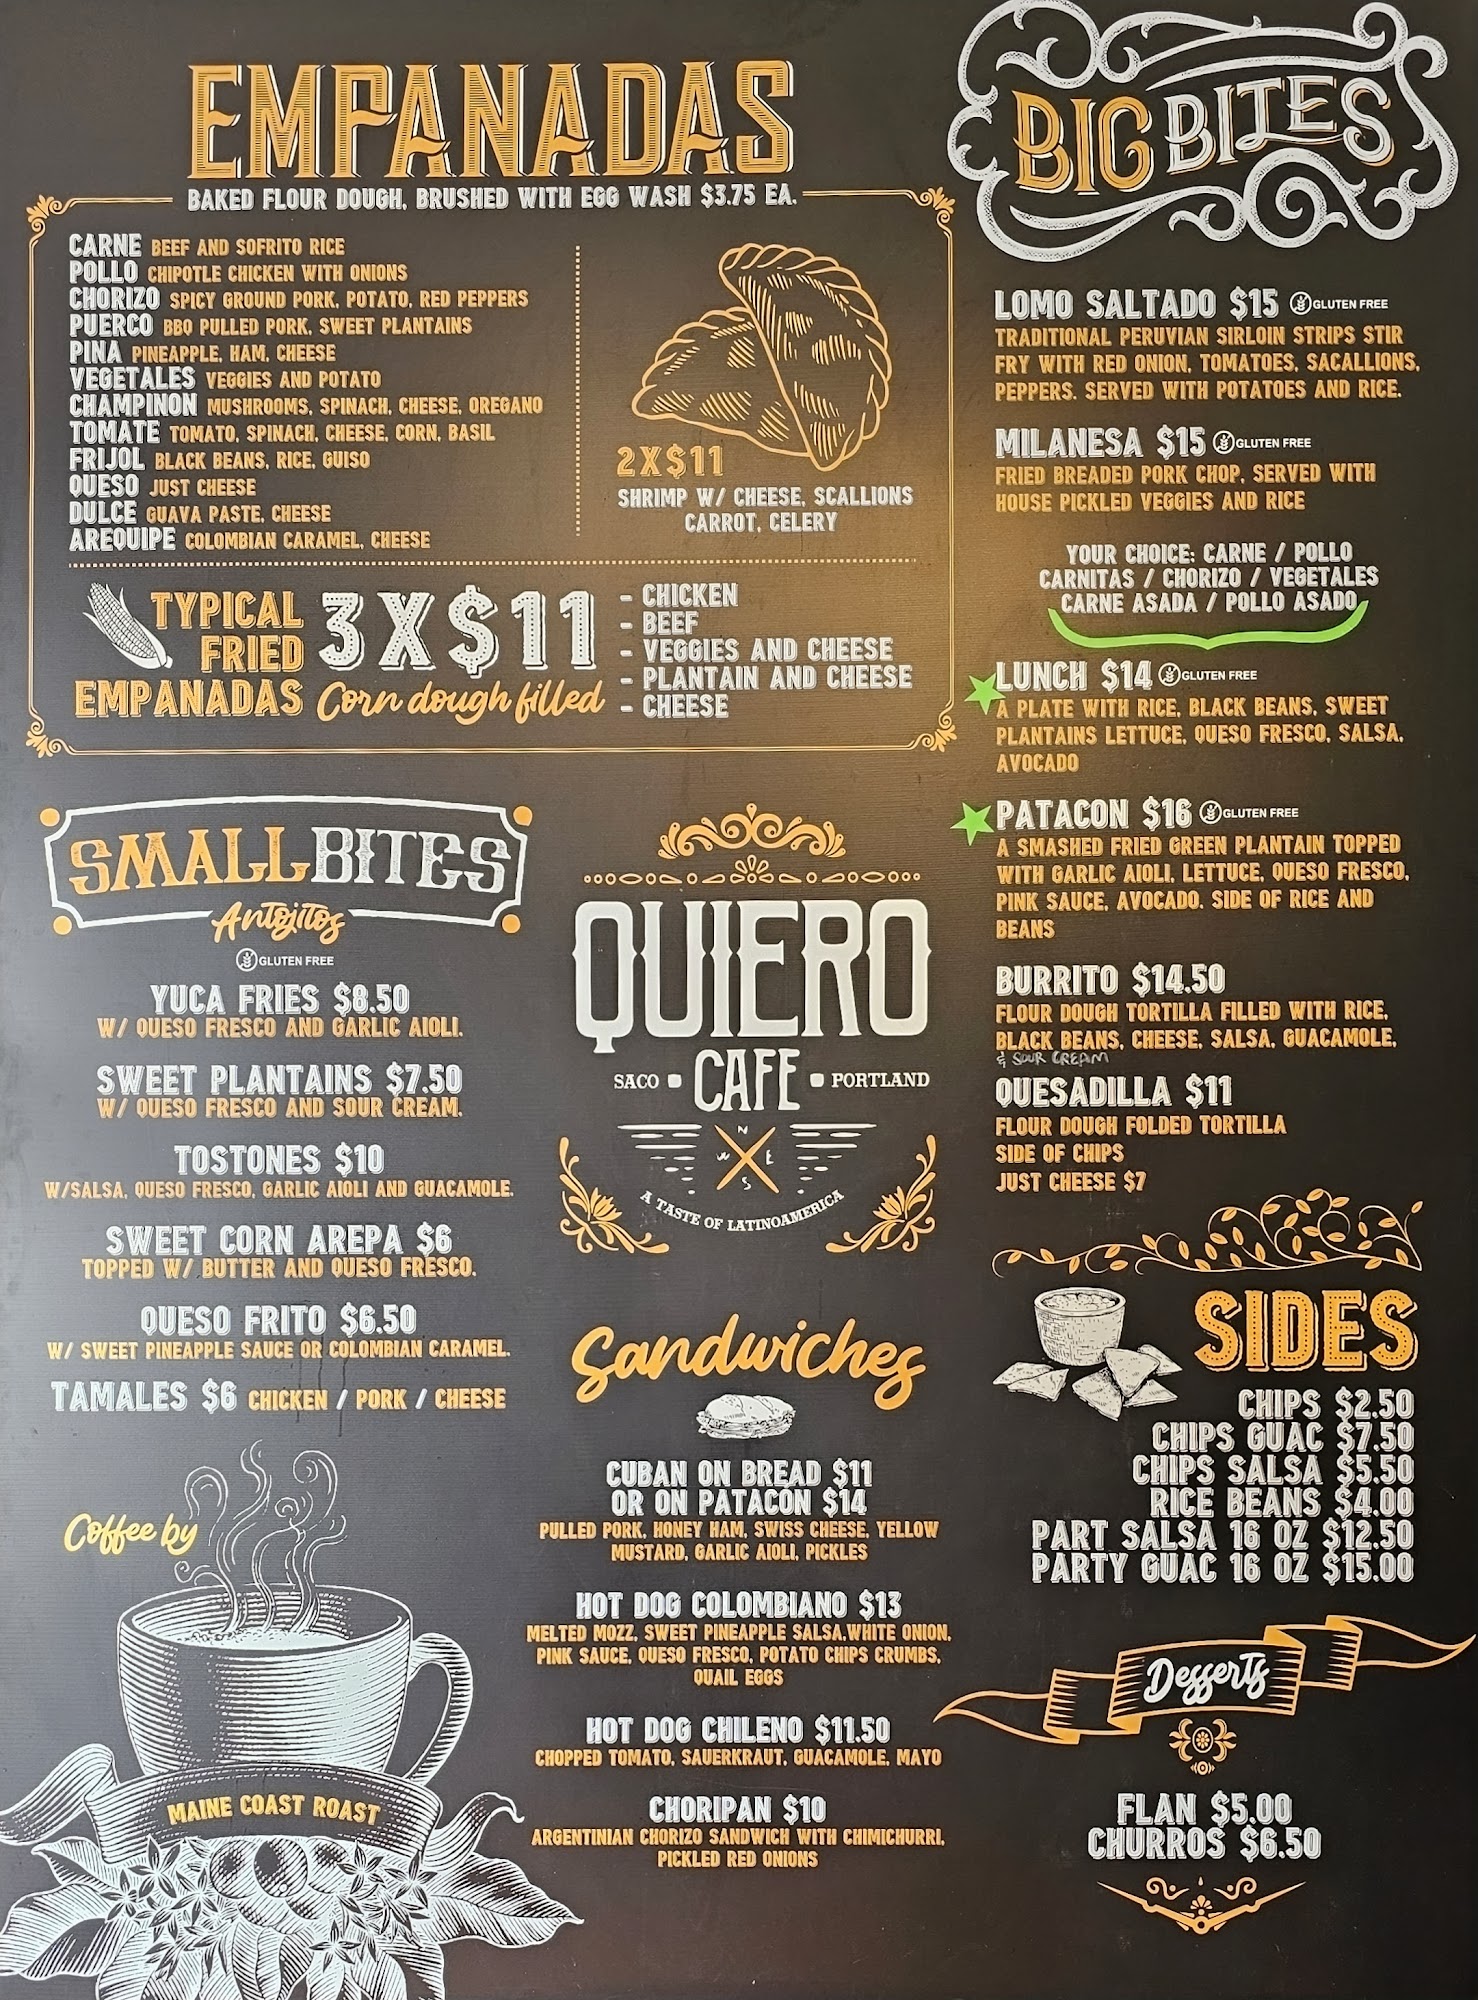 EMPANADAS
BAKED FLOUR DOUGH, BRUSHED WITH EGG WASH $3.75 EA.
CARNE BEEF AND SOFRITO RICE
POLLO CHIPOTLE CHICKEN WITH ONIONS
CHORIZO SPICY GROUND PORK, POTATO, RED PEPPERS
PUERCO BBQ PULLED PORK, SWEET PLANTAINS
PINA PINEAPPLE, HAM, CHEESE
VEGETALES VEGGIES AND POTATO
CHAMPINON MUSHROOMS, SPINACH, CHEESE, OREGANO
TOMATE TOMATO, SPINACH, CHEESE, CORN, BASIL
FRIJOL BLACK BEANS, RICE, GUISO
QUESO JUST CHEESE
DULCE GUAVA PASTE, CHEESE
AREQUIPE COLOMBIAN CARAMEL, CHEESE
2X$11
SHRIMP W/ CHEESE, SCALLIONS
CARROT, CELERY
TYPICAL
FRIED
EMPANADAS
3X$11
Corn dough filled
- CHICKEN
- BEEF
- VEGGIES AND CHEESE
- PLANTAIN AND CHEESE
- CHEESE
SMALL BITES
Antojitos
GLUTEN FREE
YUCA FRIES $8.50
W/ QUESO FRESCO AND GARLIC AIOLI.
SWEET PLANTAINS $7.50
W/ QUESO FRESCO AND SOUR CREAM.
TOSTONES $10
W/SALSA, QUESO FRESCO, GARLIC AIOLI AND GUACAMOLE.
SWEET CORN AREPA $6
TOPPED W/ BUTTER AND QUESO FRESCO.
QUESO FRITO $6.50
W/ SWEET PINEAPPLE SAUCE OR COLOMBIAN CARAMEL.
TAMALES $6 CHICKEN / PORK / CHEESE
Coffee by
MAINE COAST ROAST
QUIERO
SACO CAFE PORTLAND
N
W E
S
A TASTE OF LATINOAMERICA
Sandwiches
CUBAN ON BREAD $11
OR ON PATACÓN $14
PULLED PORK, HONEY HAM, SWISS CHEESE, YELLOW
MUSTARD, GARLIC AIOLI, PICKLES
HOT DOG COLOMBIANO $13
MELTED MOZZ, SWEET PINEAPPLE SALSA,WHITE ONION,
PINK SAUCE, QUESO FRESCO, POTATO CHIPS CRUMBS,
QUAIL EGGS
HOT DOG CHILENO $11.50
CHOPPED TOMATO, SAUERKRAUT, GUACAMOLE, MAYO
CHORIPAN $10
ARGENTINIAN CHORIZO SANDWICH WITH CHIMICHURRI,
PICKLED RED ONIONS
BIG BITES
LOMO SALTADO $15 GLUTEN FREE
TRADITIONAL PERUVIAN SIRLOIN STRIPS STIR
FRY WITH RED ONION, TOMATOES, SACALLIONS,
PEPPERS. SERVED WITH POTATOES AND RICE.
MILANESA $15 GLUTEN FREE
FRIED BREADED PORK CHOP, SERVED WITH
HOUSE PICKLED VEGGIES AND RICE
YOUR CHOICE: CARNE / POLLO
CARNITAS / CHORIZO / VEGETALES
CARNE ASADA / POLLO ASADO
LUNCH $14 GLUTEN FREE
A PLATE WITH RICE, BLACK BEANS, SWEET
PLANTAINS LETTUCE, QUESO FRESCO, SALSA,
AVOCADO
PATACON $16 GLUTEN FREE
A SMASHED FRIED GREEN PLANTAIN TOPPED
WITH GARLIC AIOLI, LETTUCE, QUESO FRESCO,
PINK SAUCE, AVOCADO. SIDE OF RICE AND
BEANS
BURRITO $14.50
FLOUR DOUGH TORTILLA FILLED WITH RICE,
BLACK BEANS, CHEESE, SALSA, GUACAMOLE,
& SOUR CREAM
QUESADILLA $11
FLOUR DOUGH FOLDED TORTILLA
SIDE OF CHIPS
JUST CHEESE $7
SIDES
CHIPS $2.50
CHIPS GUAC $7.50
CHIPS SALSA $5.50
RICE BEANS $4.00
PART SALSA 16 OZ $12.50
PARTY GUAC 16 OZ $15.00
Desserts
FLAN $5.00
CHURROS $6.50